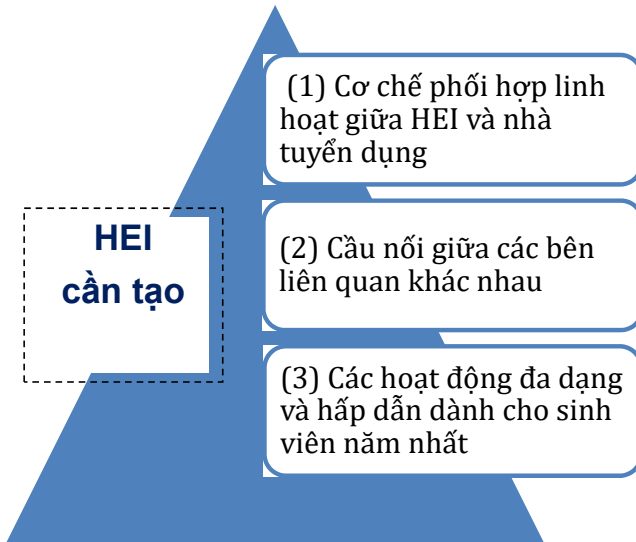 HEI
cần tạo
(1) Cơ chế phối hợp linh
hoạt giữa HEI và nhà
tuyển dụng
(2) Cầu nối giữa các bên
liên quan khác nhau
(3) Các hoạt động đa dạng
và hấp dẫn dành cho sinh
viên năm nhất